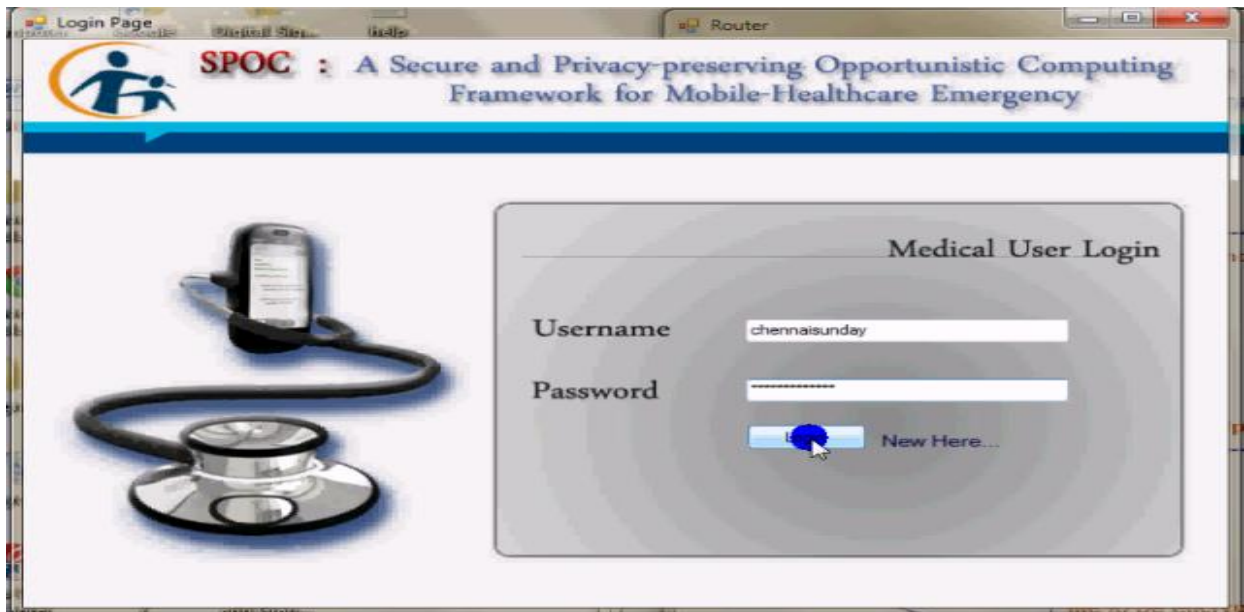 Login Page
Router
SPOC : A Secure and Privacy-preserving Opportunistic Computing
Framework for Mobile-Healthcare Emergency
Medical User Login
Username
chennaisunday
Password
New Here...